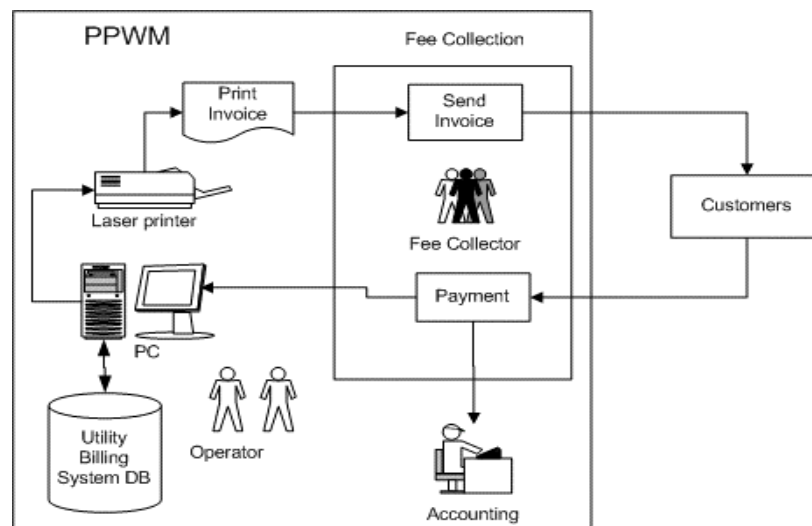 PPWM
Fee Collection
Print
Invoice
Send
Invoice
Laser printer
Customers
Fee Collector
Payment
PC
Utility
Billing
System DB
Operator
Accounting